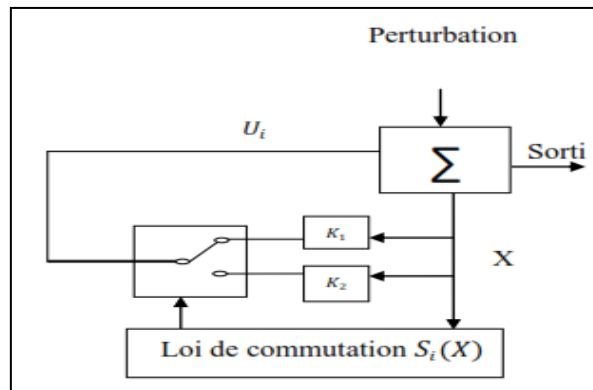 Perturbation
U_i
∑
Sorti
K_1
X
K_2
Loi de commutation S_i(X)